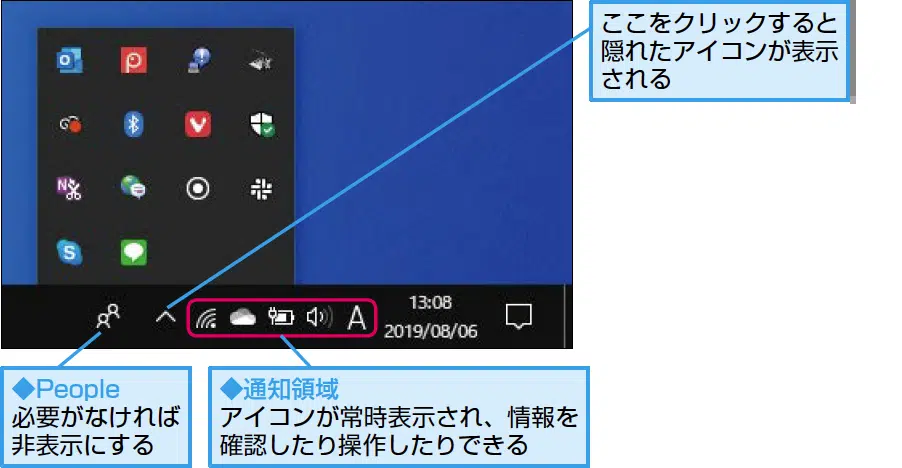 ここをクリックすると
隠れたアイコンが表示
される
A
13:08
2019/08/06
◆People
必要がなければ
非表示にする
◆通知領域
アイコンが常時表示され、情報を
確認したり操作したりできる